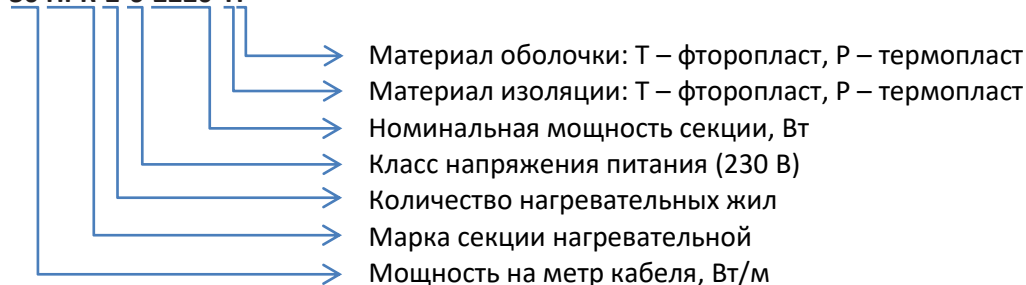 Материал оболочки: Т – фторопласт, Р – термопласт
Материал изоляции: Т – фторопласт, Р – термопласт
Номинальная мощность секции, Вт
Класс напряжения питания (230 В)
Количество нагревательных жил
Марка секции нагревательной
Мощность на метр кабеля, Вт/м